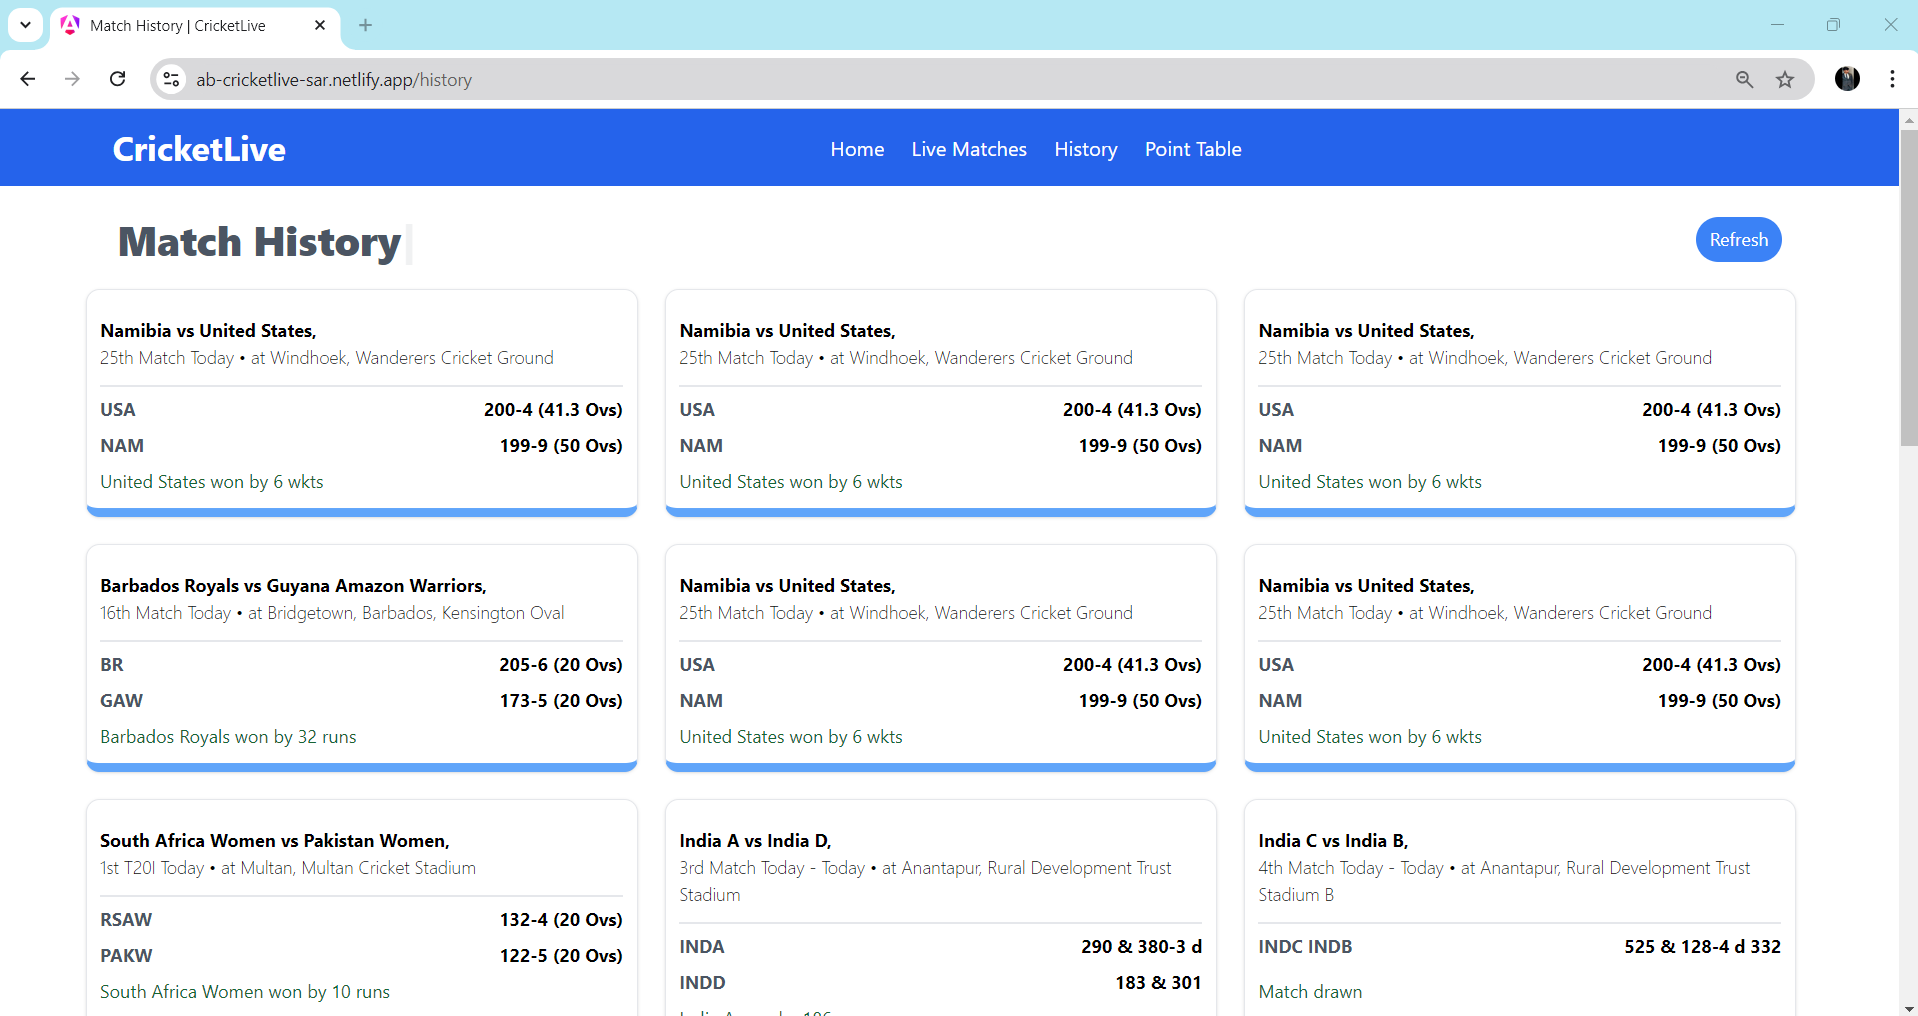 Match History | CricketLive
ab-cricketlive-sar.netlify.app/history
CricketLive
Home Live Matches History Point Table
Match History
Refresh
Namibia vs United States,
25th Match Today • at Windhoek, Wanderers Cricket Ground
USA 200-4 (41.3 Ovs)
NAM 199-9 (50 Ovs)
United States won by 6 wkts
Namibia vs United States,
25th Match Today • at Windhoek, Wanderers Cricket Ground
USA 200-4 (41.3 Ovs)
NAM 199-9 (50 Ovs)
United States won by 6 wkts
Namibia vs United States,
25th Match Today • at Windhoek, Wanderers Cricket Ground
USA 200-4 (41.3 Ovs)
NAM 199-9 (50 Ovs)
United States won by 6 wkts
Barbados Royals vs Guyana Amazon Warriors,
16th Match Today • at Bridgetown, Barbados, Kensington Oval
BR 205-6 (20 Ovs)
GAW 173-5 (20 Ovs)
Barbados Royals won by 32 runs
Namibia vs United States,
25th Match Today • at Windhoek, Wanderers Cricket Ground
USA 200-4 (41.3 Ovs)
NAM 199-9 (50 Ovs)
United States won by 6 wkts
Namibia vs United States,
25th Match Today • at Windhoek, Wanderers Cricket Ground
USA 200-4 (41.3 Ovs)
NAM 199-9 (50 Ovs)
United States won by 6 wkts
South Africa Women vs Pakistan Women,
1st T20I Today • at Multan, Multan Cricket Stadium
RSAW 132-4 (20 Ovs)
PAKW 122-5 (20 Ovs)
South Africa Women won by 10 runs
India A vs India D,
3rd Match Today - Today • at Anantapur, Rural Development Trust
Stadium
INDA 290 & 380-3 d
INDD 183 & 301
India C vs India B,
4th Match Today - Today • at Anantapur, Rural Development Trust
Stadium B
INDC INDB 525 & 128-4 d 332
Match drawn